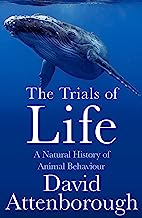 The Trials of
Life
A Natural History of
Animal Behaviour
David
Attenborough